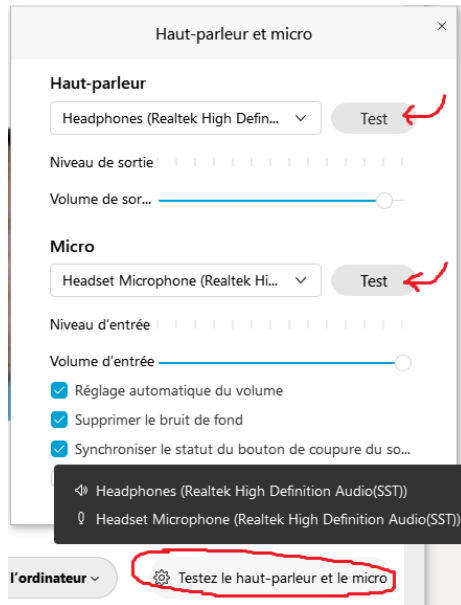 Haut-parleur et micro
Haut-parleur
Headphones (Realtek High Defin...
Test
Niveau de sortie
Volume de sor...
Micro
Headset Microphone (Realtek Hi...
Test
Niveau d'entrée
Volume d'entrée
Réglage automatique du volume
Supprimer le bruit de fond
Synchroniser le statut du bouton de coupure du so...
Headphones (Realtek High Definition Audio(SST))
Headset Microphone (Realtek High Definition Audio(SST))
l'ordinateur
Testez le haut-parleur et le micro